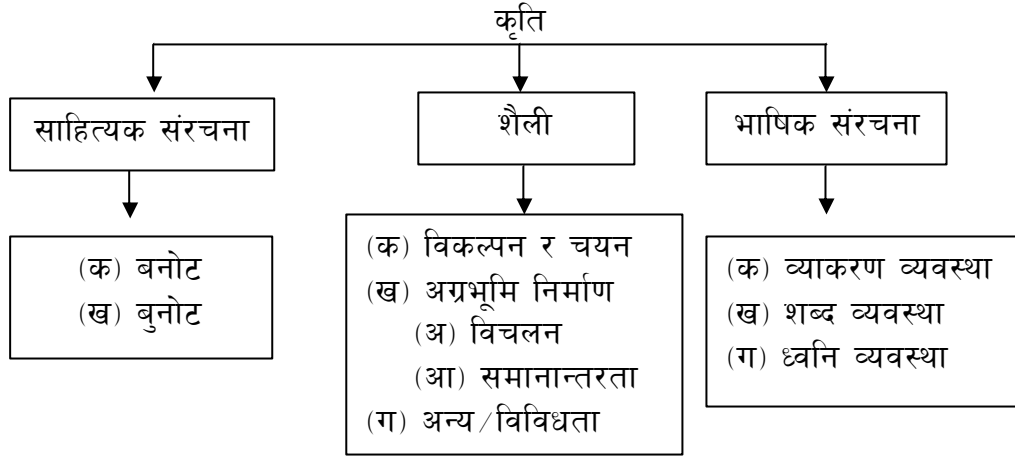 कृति
साहित्यक संरचना
शैली
भाषिक संरचना
(क) बनोट
(ख) बुनोट
(क) विकल्पन र चयन
(ख) अग्रभूमि निर्माण
(अ) विचलन
(आ) समानान्तरता
(ग) अन्य/विविधता
(क) व्याकरण व्यवस्था
(ख) शब्द व्यवस्था
(ग) ध्वनि व्यवस्था